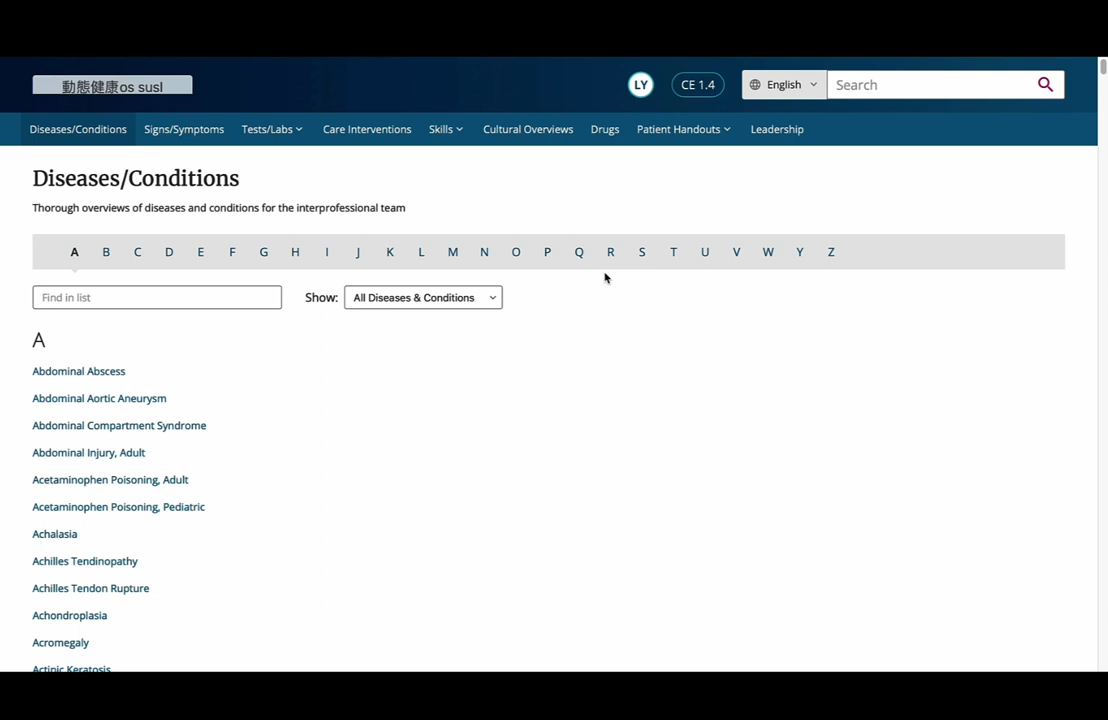 動態健康os susl
LY
CE 1.4
English
Search
Diseases/Conditions
Signs/Symptoms
Tests/Labs
Care Interventions
Skills
Cultural Overviews
Drugs
Patient Handouts
Leadership
Diseases/Conditions
Thorough overviews of diseases and conditions for the interprofessional team
A B C D E F G H I J K L M N O P Q R S T U V W Y Z
Find in list
Show:
All Diseases & Conditions
A
Abdominal Abscess
Abdominal Aortic Aneurysm
Abdominal Compartment Syndrome
Abdominal Injury, Adult
Acetaminophen Poisoning, Adult
Acetaminophen Poisoning, Pediatric
Achalasia
Achilles Tendinopathy
Achilles Tendon Rupture
Achondroplasia
Acromegaly
Actinic Keratosis